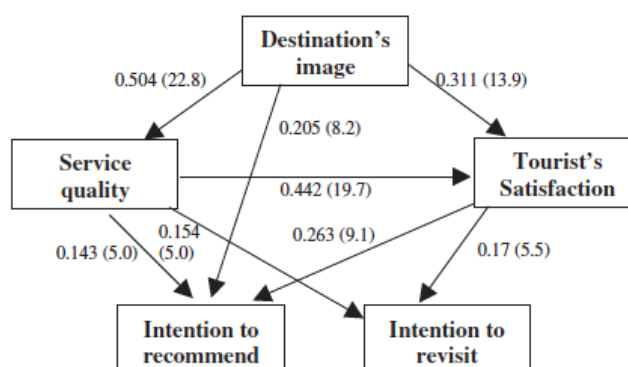 Destination's
image
0.504 (22.8)
0.311 (13.9)
0.205 (8.2)
Service
quality
Tourist's
Satisfaction
0.442 (19.7)
0.143 (5.0)
0.154
(5.0)
0.263 (9.1)
0.17 (5.5)
Intention to
recommend
Intention to
revisit